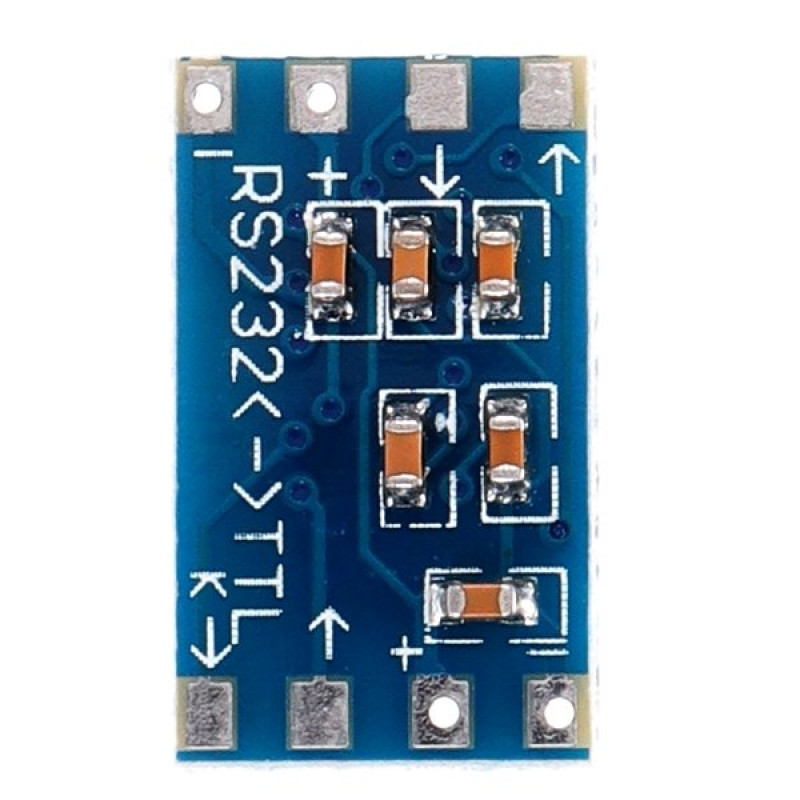 − + ↓ ↑
RS232<->TTL
K
↓ ↑ + −